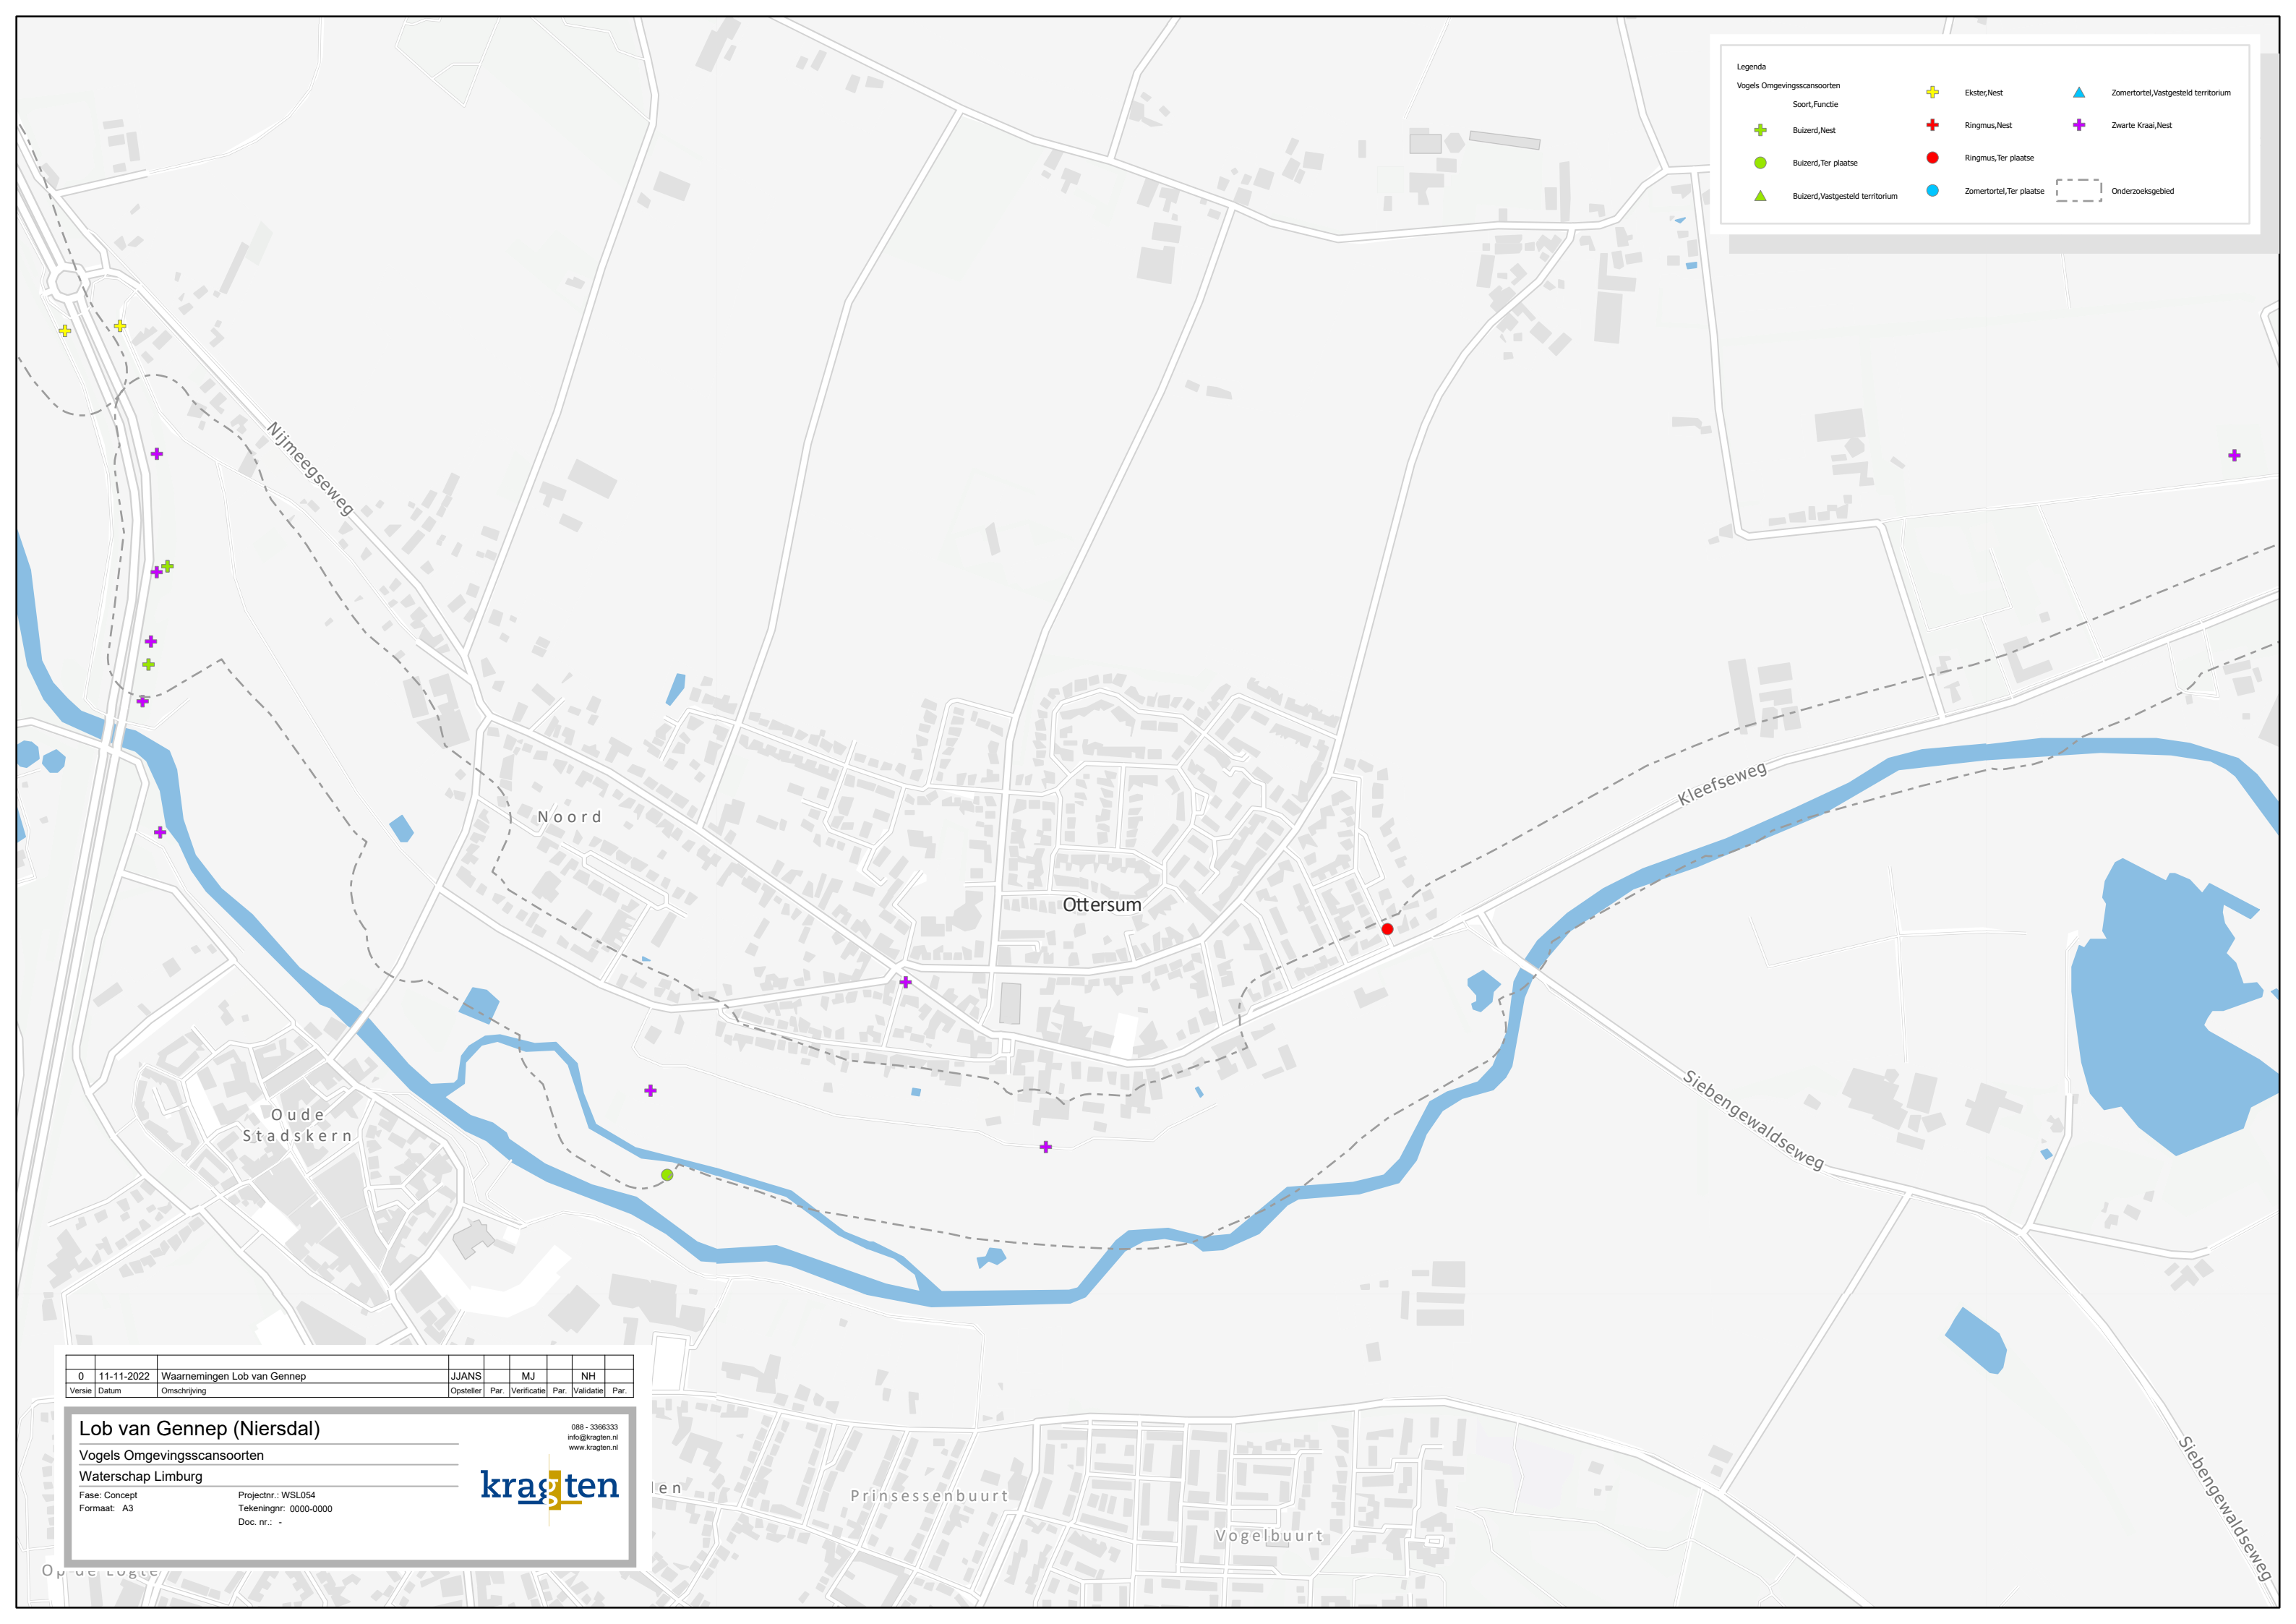 Legenda
Vogels Omgevingsscansoorten
Soort,Functie
Buizerd,Nest
Buizerd,Ter plaatse
Buizerd,Vastgesteld territorium
Ekster,Nest
Ringmus,Nest
Ringmus,Ter plaatse
Zomertortel,Ter plaatse
Zomertortel,Vastgesteld territorium
Zwarte Kraai,Nest
Onderzoeksgebied
Nijmeegseweg
Noord
Ottersum
Kleefseweg
Siebengewaldseweg
Oude
Stadskern
Siebengewaldseweg
Prinsessenbuurt
Vogelbuurt
0 11-11-2022 Waarnemingen Lob van Gennep JJANS MJ NH
Versie Datum Omschrijving Opsteller Par. Verificatie Par. Validatie Par.
Lob van Gennep (Niersdal)
Vogels Omgevingsscansoorten
Waterschap Limburg
Fase: Concept Projectnr.: WSL054
Formaat: A3 Tekeningnr: 0000-0000
Doc. nr.: -
088 - 3366333
info@kragten.nl
www.kragten.nl
kragten